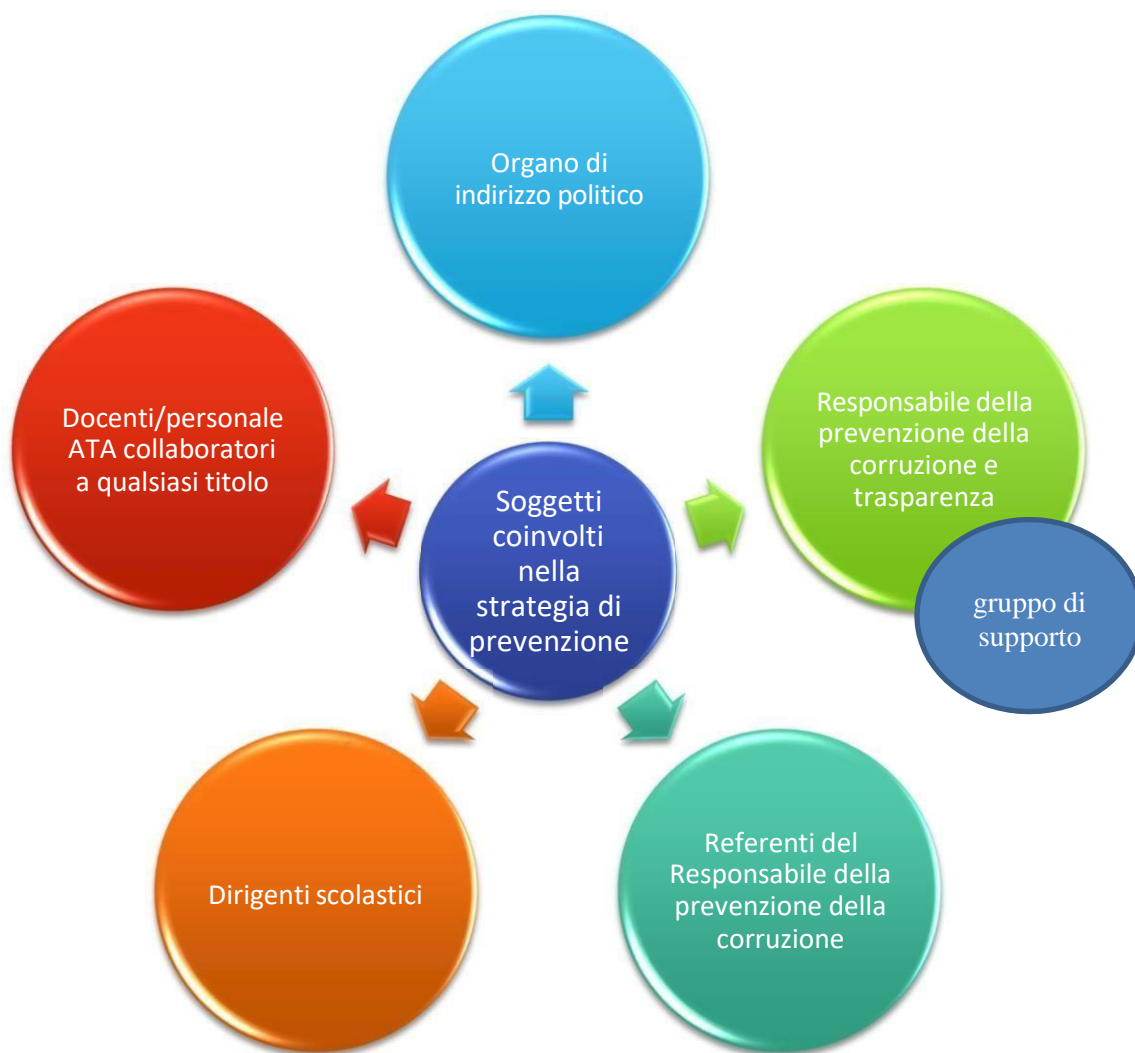 Organo di
indirizzo politico
Docenti/personale
ATA collaboratori
a qualsiasi titolo
Responsabile della
prevenzione della
corruzione e
trasparenza
Soggetti
coinvolti
nella
strategia di
prevenzione
gruppo di
supporto
Dirigenti scolastici
Referenti del
Responsabile della
prevenzione della
corruzione